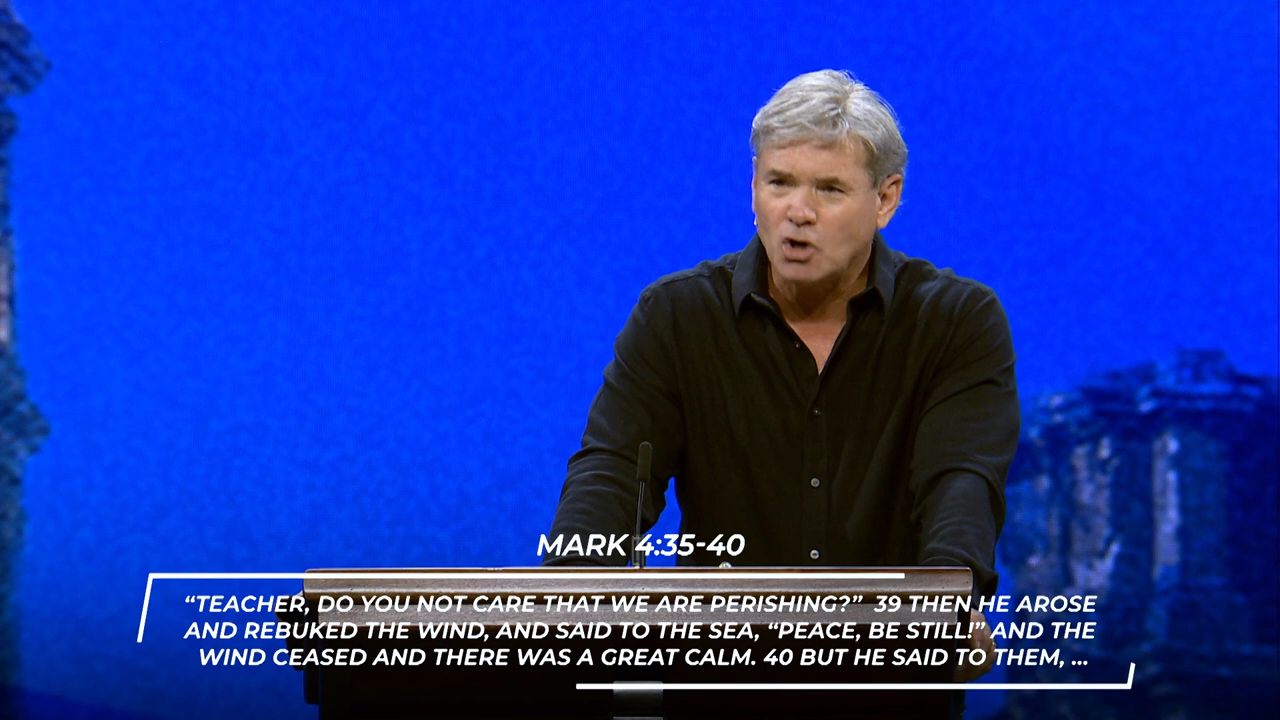 MARK 4:35-40
“TEACHER, DO YOU NOT CARE THAT WE ARE PERISHING?” 39 THEN HE AROSE
AND REBUKED THE WIND, AND SAID TO THE SEA, “PEACE, BE STILL!” AND THE
WIND CEASED AND THERE WAS A GREAT CALM. 40 BUT HE SAID TO THEM, ...